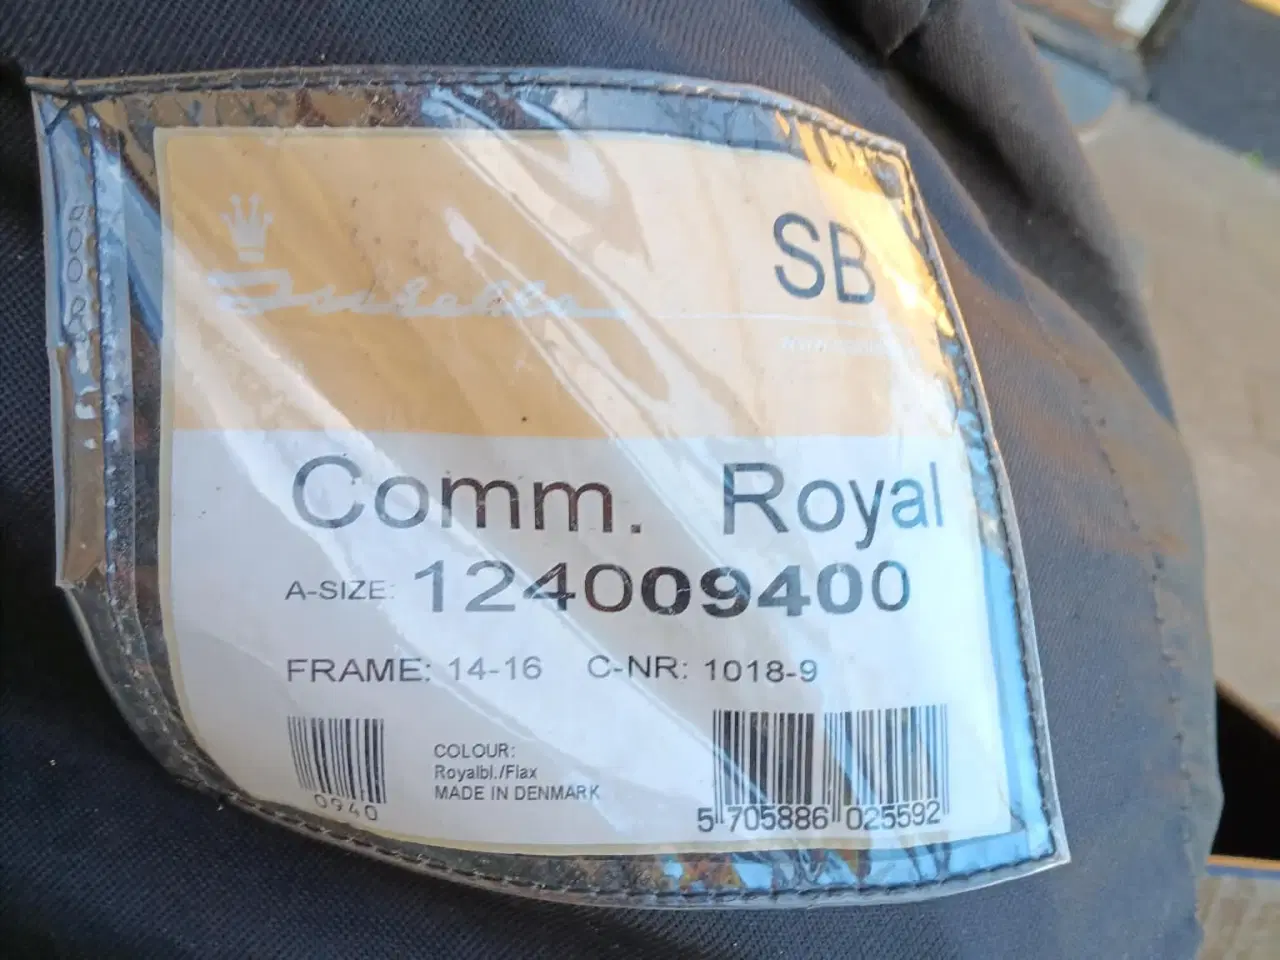 Isabella
SB
Comm. Royal
A-SIZE: 124009400
FRAME: 14-16 C-NR: 1018-9
COLOUR:
Royalbl./Flax
MADE IN DENMARK
0940
5 705886 025592